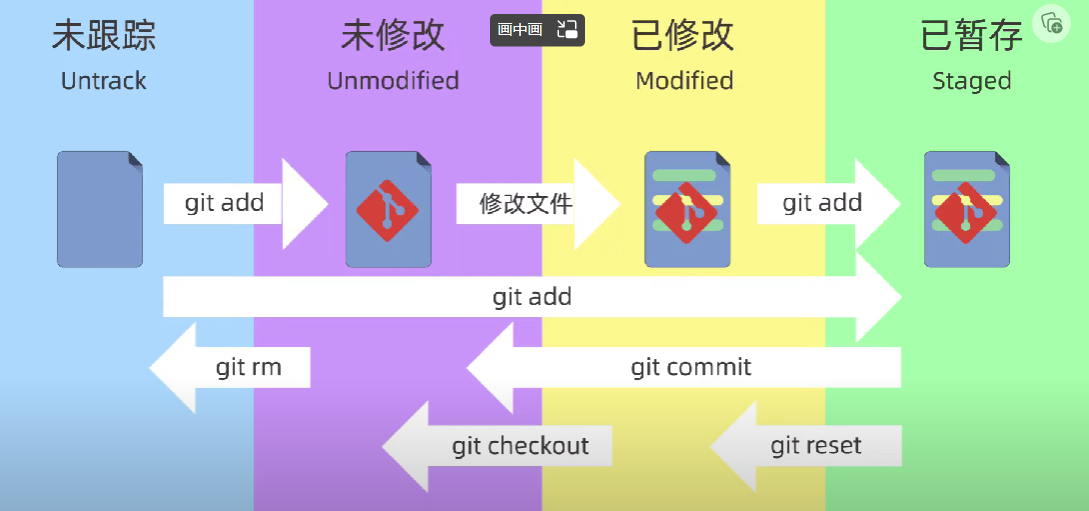 未跟踪
Untrack
未修改
Unmodified
画中画
已修改
Modified
已暂存
Staged
git add
修改文件
git add
git add
git rm
git commit
git checkout
git reset